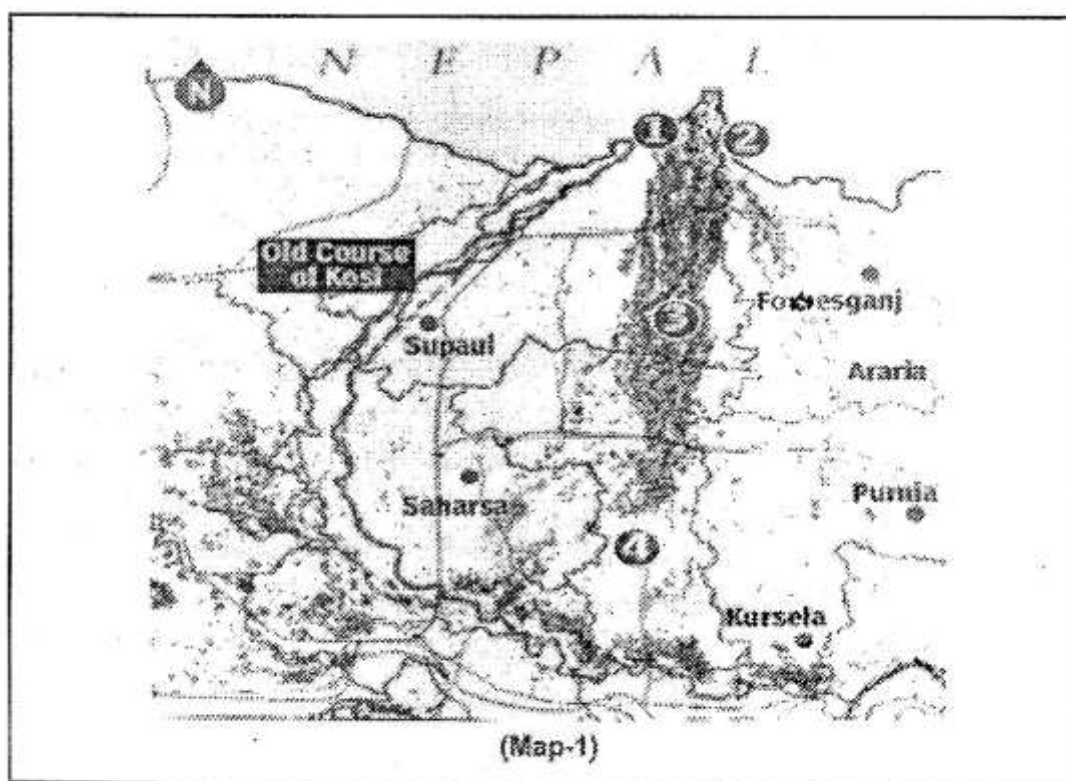 N E P A L
N
1 2
Old Course
of Kosi
Forbesganj
3
Supaul
Araria
Saharsa
Purnia
4
Kursela
(Map-1)